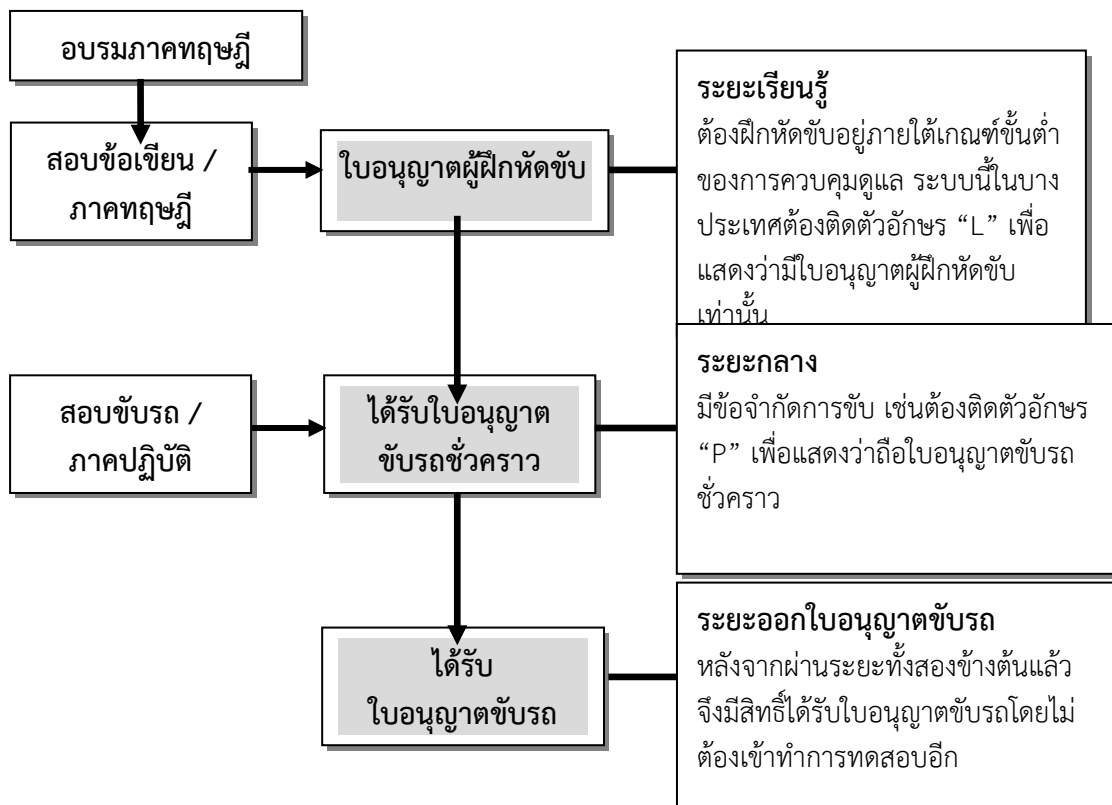 อบรมภาคทฤษฎี
สอบข้อเขียน /
ภาคทฤษฎี
ใบอนุญาตผู้ฝึกหัดขับ
ระยะเรียนรู้
ต้องฝึกหัดขับอยู่ภายใต้เกณฑ์ขั้นต่ำ
ของการควบคุมดูแล ระบบนี้ในบาง
ประเทศต้องติดตัวอักษร “L” เพื่อ
แสดงว่ามีใบอนุญาตผู้ฝึกหัดขับ
เท่านั้น
สอบขับรถ /
ภาคปฏิบัติ
ได้รับใบอนุญาต
ขับรถชั่วคราว
ระยะกลาง
มีข้อจำกัดการขับ เช่นต้องติดตัวอักษร
“P” เพื่อแสดงว่าถือใบอนุญาตขับรถ
ชั่วคราว
ได้รับ
ใบอนุญาตขับรถ
ระยะออกใบอนุญาตขับรถ
หลังจากผ่านระยะทั้งสองข้างต้นแล้ว
จึงมีสิทธิ์ได้รับใบอนุญาตขับรถโดยไม่
ต้องเข้าทำการทดสอบอีก